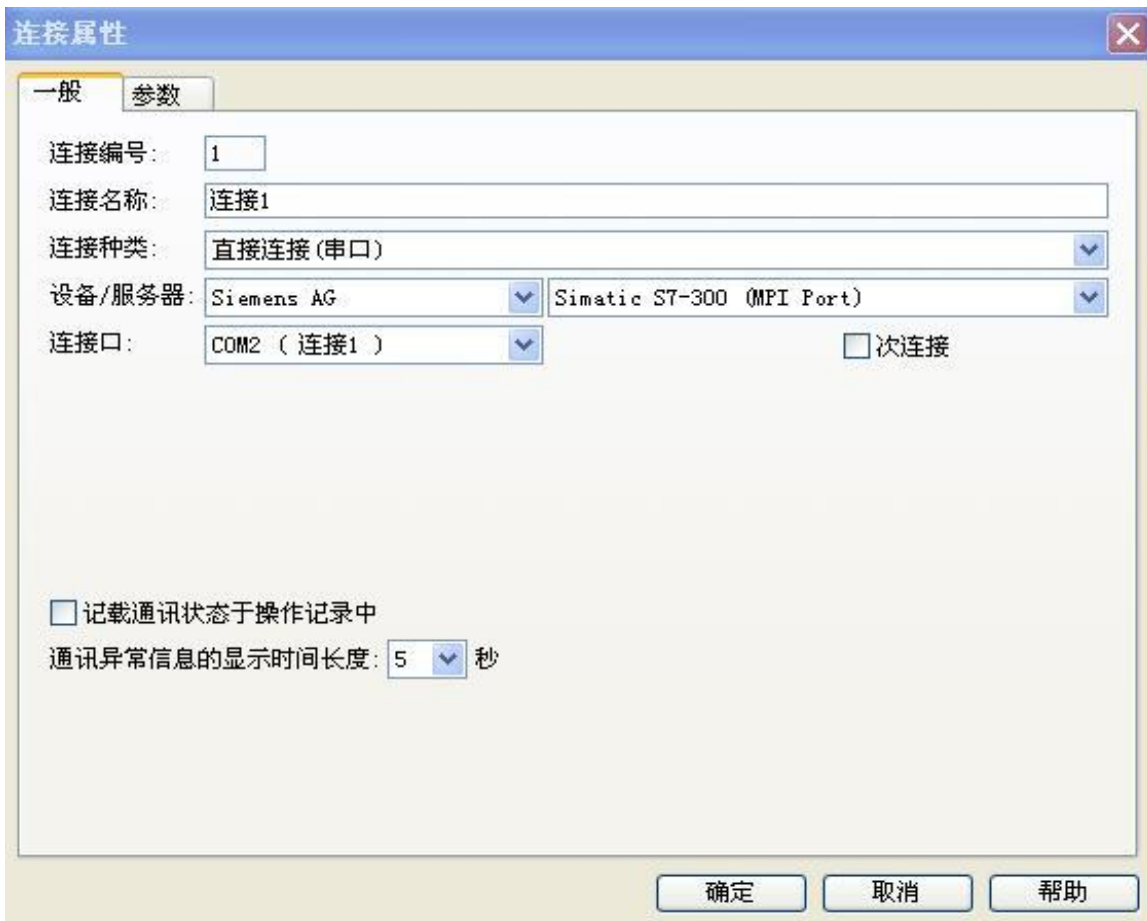 连接属性
一般 参数
连接编号: 1
连接名称: 连接1
连接种类: 直接连接(串口)
设备/服务器: Siemens AG Simatic S7-300 (MPI Port)
连接口: COM2 ( 连接1 ) 次连接
记载通讯状态于操作记录中
通讯异常信息的显示时间长度: 5 秒
确定 取消 帮助